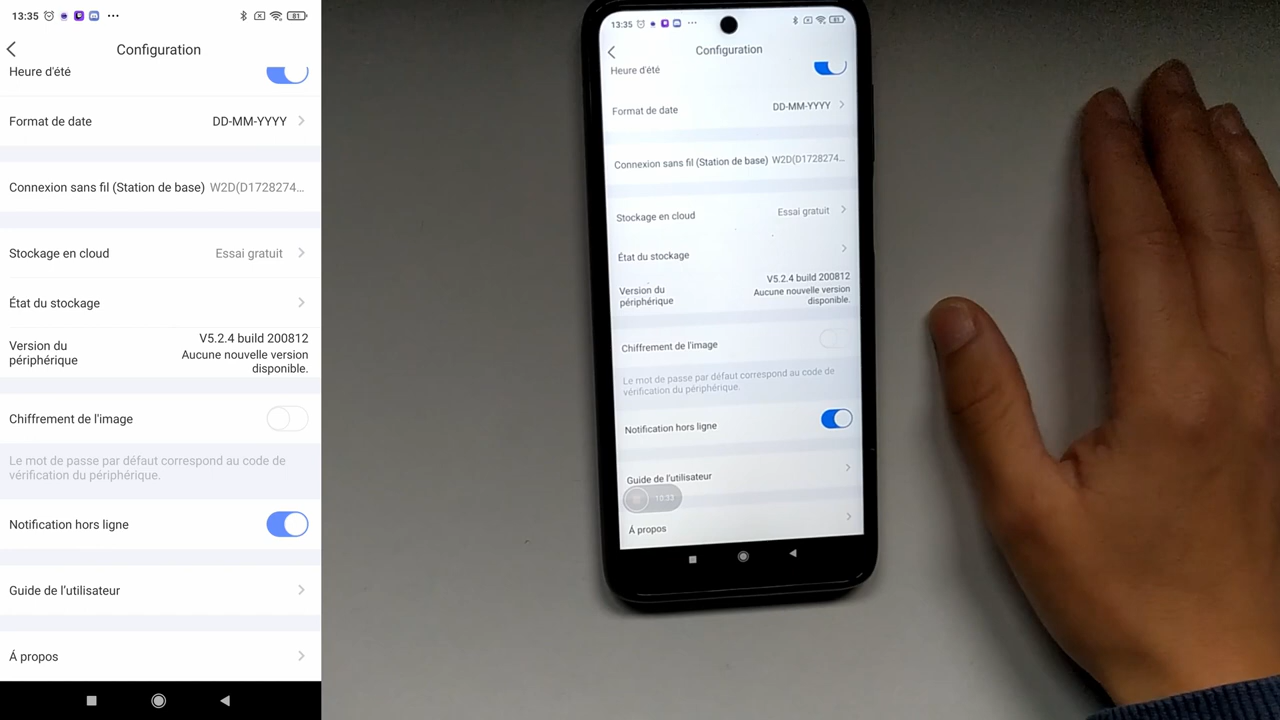 13:35
81
Configuration
Heure d'été
Format de date DD-MM-YYYY
Connexion sans fil (Station de base) W2D(D1728274...
Stockage en cloud Essai gratuit
État du stockage
Version du périphérique
V5.2.4 build 200812
Aucune nouvelle version
disponible.
Chiffrement de l'image
Le mot de passe par défaut correspond au code de
vérification du périphérique.
Notification hors ligne
Guide de l'utilisateur
Á propos
13:35
81
Configuration
Heure d'été
Format de date DD-MM-YYYY
Connexion sans fil (Station de base) W2D(D1728274...
Stockage en cloud Essai gratuit
État du stockage
Version du
périphérique
V5.2.4 build 200812
Aucune nouvelle version
disponible.
Chiffrement de l'image
Le mot de passe par défaut correspond au code de
vérification du périphérique.
Notification hors ligne
Guide de l'utilisateur
10:33
Á propos